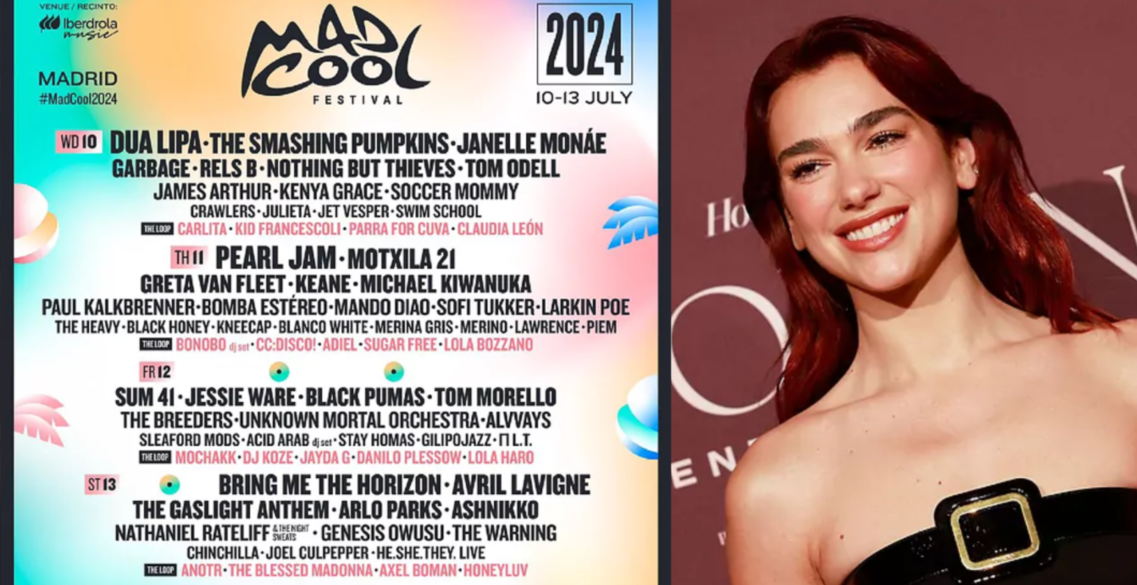 VENUE / RECINTO:
Iberdrola
music
MADRID
#MadCool2024
MAD
COOL
FESTIVAL
2024
10-13 JULY
WD 10 DUA LIPA·THE SMASHING PUMPKINS·JANELLE MONÁE
GARBAGE·RELS B·NOTHING BUT THIEVES·TOM ODELL
JAMES ARTHUR·KENYA GRACE·SOCCER MOMMY
CRAWLERS·JULIETA·JET VESPER·SWIM SCHOOL
THE LOOP CARLITA·KID FRANCESCOLI·PARRA FOR CUVA·CLAUDIA LEÓN
TH 11 PEARL JAM·MOTXILA 21
GRETA VAN FLEET·KEANE·MICHAEL KIWANUKA
PAUL KALKBRENNER·BOMBA ESTÉREO·MANDO DIAO·SOFI TUKKER·LARKIN POE
THE HEAVY·BLACK HONEY·KNEECAP·BLANCO WHITE·MERINA GRIS·MERINO·LAWRENCE·PIEM
THE LOOP BONOBO dj set·CC:DISCO!·ADIEL·SUGAR FREE·LOLA BOZZANO
FR 12
SUM 41·JESSIE WARE·BLACK PUMAS·TOM MORELLO
THE BREEDERS·UNKNOWN MORTAL ORCHESTRA·ALVVAYS
SLEAFORD MODS·ACID ARAB dj set·STAY HOMAS·GILIPOJAZZ·П L.T.
THE LOOP MOCHAKK·DJ KOZE·JAYDA G·DANILO PLESSOW·LOLA HARO
ST 13 BRING ME THE HORIZON·AVRIL LAVIGNE
THE GASLIGHT ANTHEM·ARLO PARKS·ASHNIKKO
NATHANIEL RATELIFF & THE NIGHT SWEATS·GENESIS OWUSU·THE WARNING
CHINCHILLA·JOEL CULPEPPER·HE.SHE.THEY. LIVE
THE LOOP ANOTR·THE BLESSED MADONNA·AXEL BOMAN·HONEYLUV
Ho
O N
EN